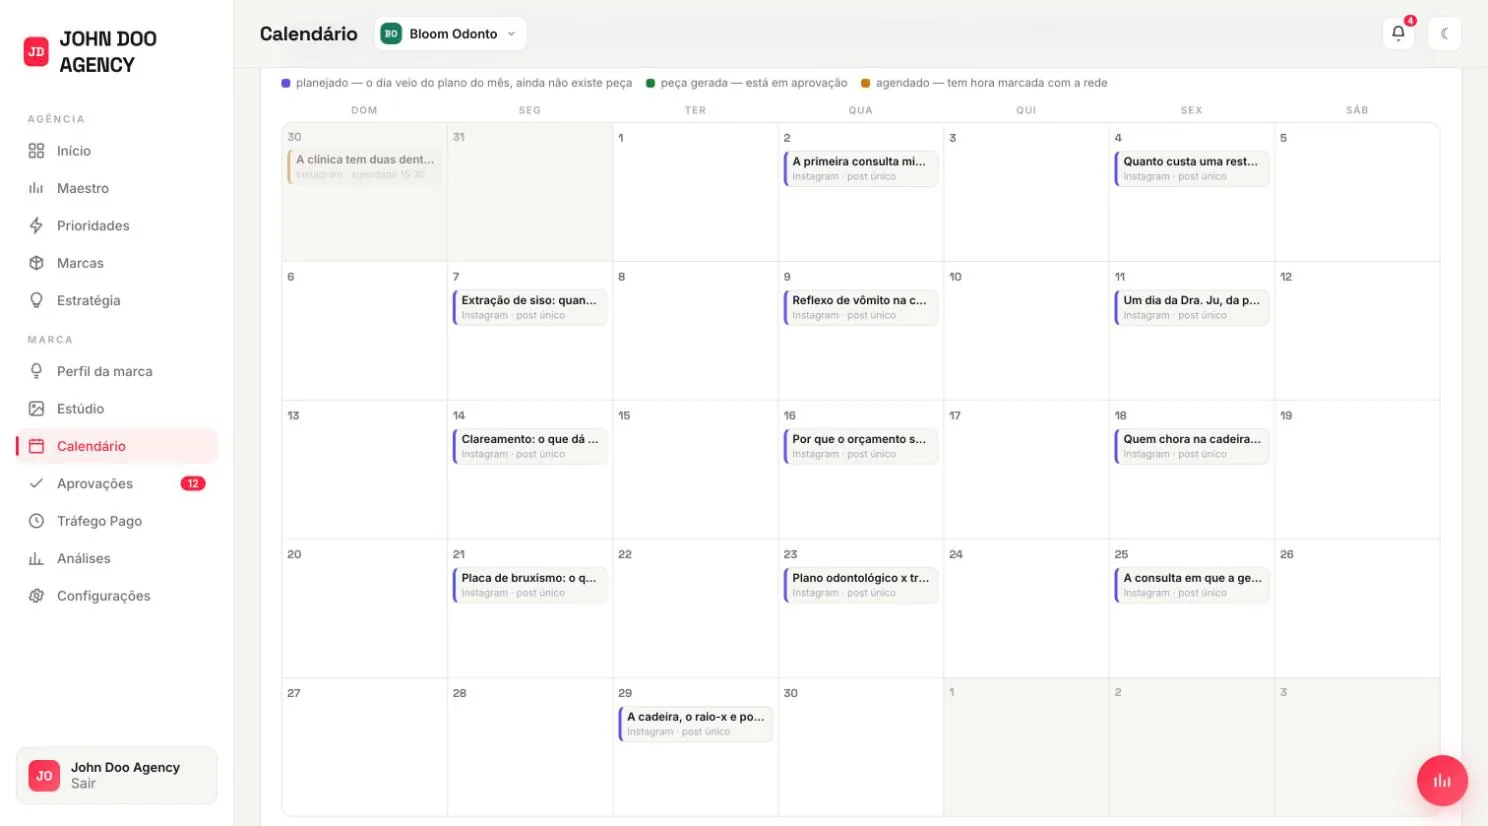 JD
JOHN DOO
AGENCY
AGÊNCIA
Início
Maestro
Prioridades
Marcas
Estratégia
MARCA
Perfil da marca
Estúdio
Calendário
Aprovações 12
Tráfego Pago
Análises
Configurações
JO
John Doo Agency
Sair
Calendário BO Bloom Odonto
4
planejado — o dia veio do plano do mês, ainda não existe peça peça gerada — está em aprovação agendado — tem hora marcada com a rede
DOM SEG TER QUA QUI SEX SÁB
30 31 1 2 3 4 5
A clínica tem duas dent... A primeira consulta mi... Quanto custa uma rest...
Instagram · agendado 15:30 Instagram · post único Instagram · post único
6 7 8 9 10 11 12
Extração de siso: quan... Reflexo de vômito na c... Um dia da Dra. Ju, da p...
Instagram · post único Instagram · post único Instagram · post único
13 14 15 16 17 18 19
Clareamento: o que dá ... Por que o orçamento s... Quem chora na cadeira...
Instagram · post único Instagram · post único Instagram · post único
20 21 22 23 24 25 26
Placa de bruxismo: o q... Plano odontológico x tr... A consulta em que a ge...
Instagram · post único Instagram · post único Instagram · post único
27 28 29 30 1 2 3
A cadeira, o raio-x e po...
Instagram · post único